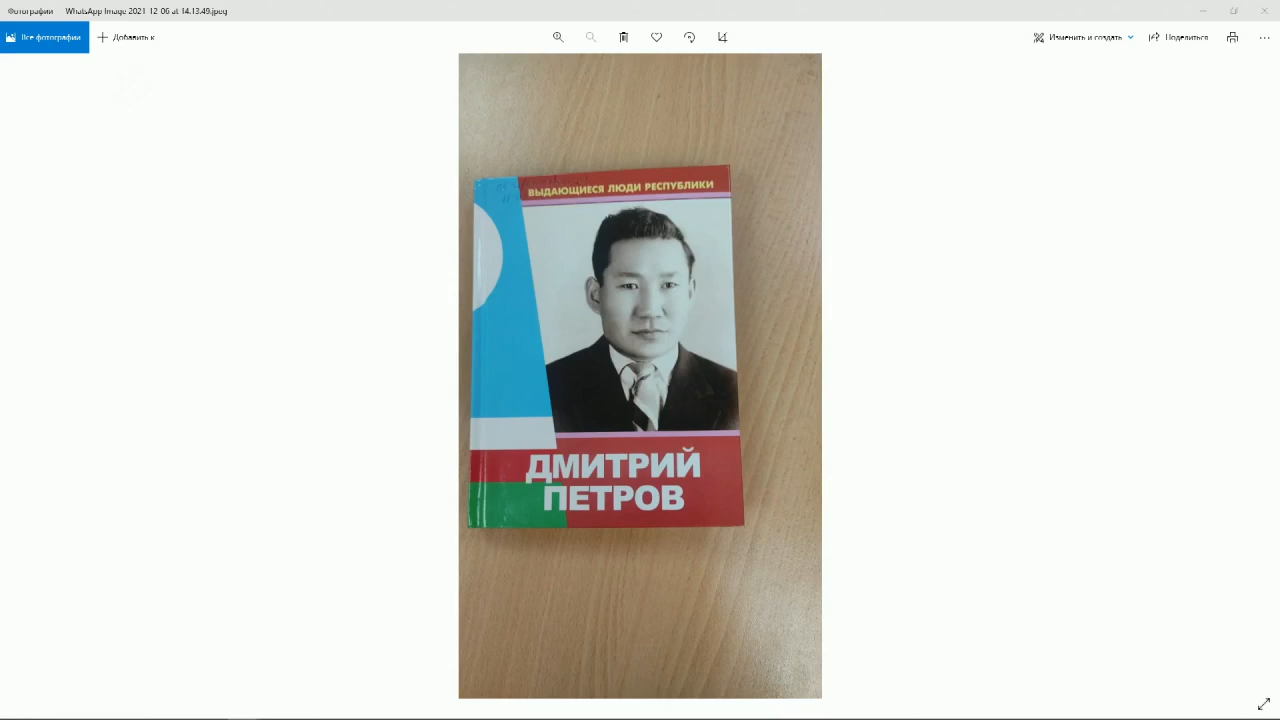 Фотографии WhatsApp Image 2021-12-06 at 14.13.49.jpeg
Все фотографии Добавить к Изменить и создать Поделиться
ВЫДАЮЩИЕСЯ ЛЮДИ РЕСПУБЛИКИ
ДМИТРИЙ
ПЕТРОВ